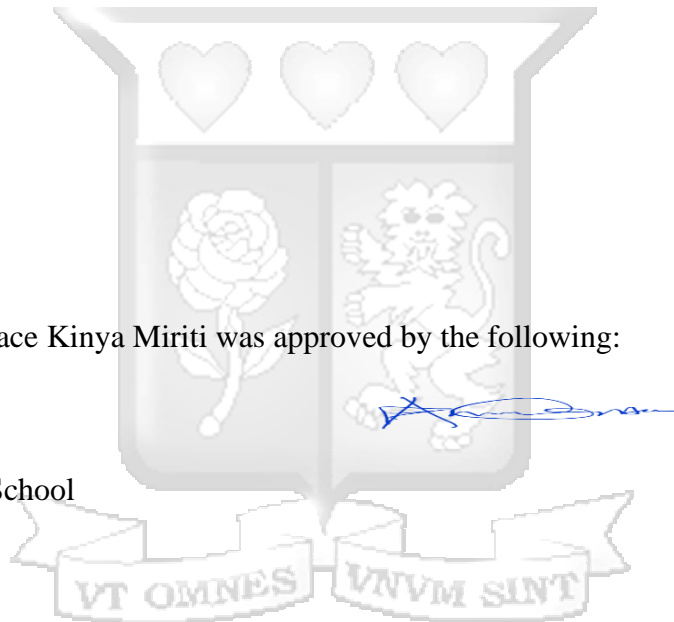 ace Kinya Miriti was approved by the following:
School
VT OMNES VNVM SINT